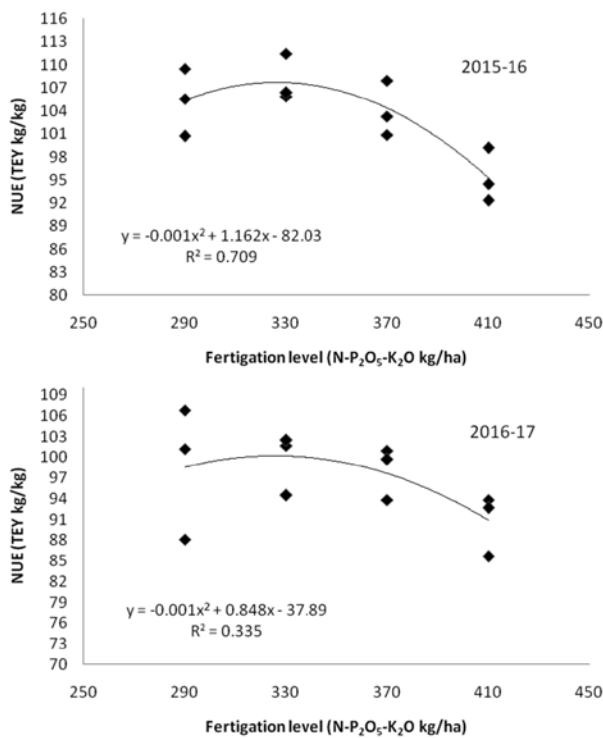 116
113
110
107
104
101
98
95
92
89
86
83
80
NUE (TEY kg/kg)
2015-16
y = -0.001x² + 1.162x - 82.03
R² = 0.709
250 290 330 370 410 450
Fertigation level (N-P₂O₅-K₂O kg/ha)
109
106
103
100
97
94
91
88
85
82
79
76
73
70
NUE (TEY kg/kg)
2016-17
y = -0.001x² + 0.848x - 37.89
R² = 0.335
250 290 330 370 410 450
Fertigation level (N-P₂O₅-K₂O kg/ha)